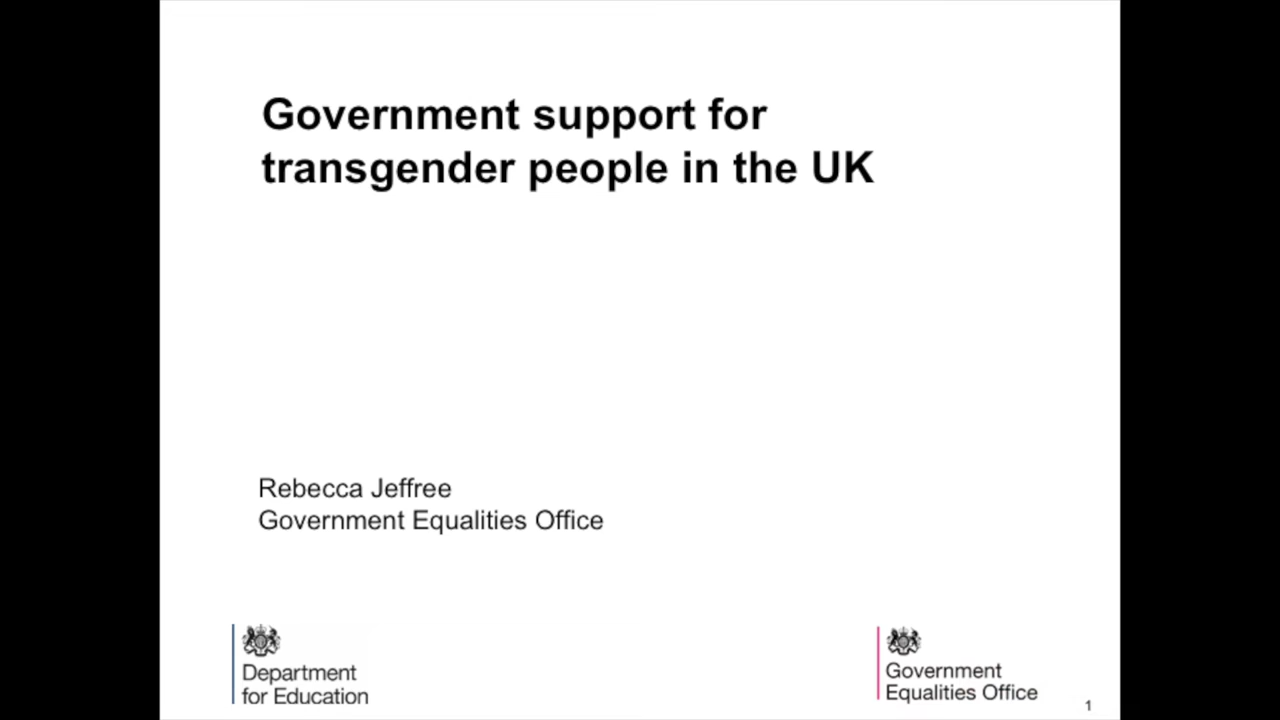 Government support for
transgender people in the UK
Rebecca Jeffree
Government Equalities Office
Department
for Education
Government
Equalities Office
1